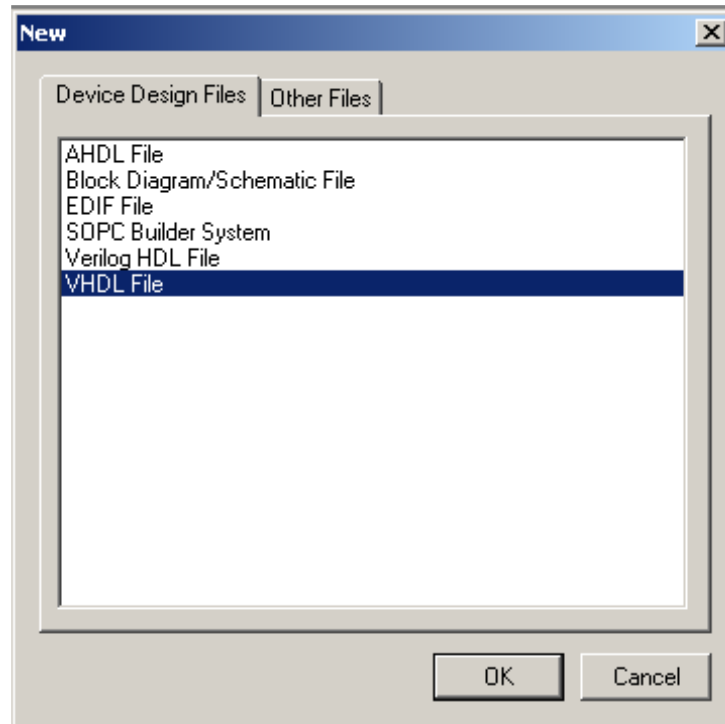 New
Device Design Files
Other Files
AHDL File
Block Diagram/Schematic File
EDIF File
SOPC Builder System
Verilog HDL File
VHDL File
OK
Cancel